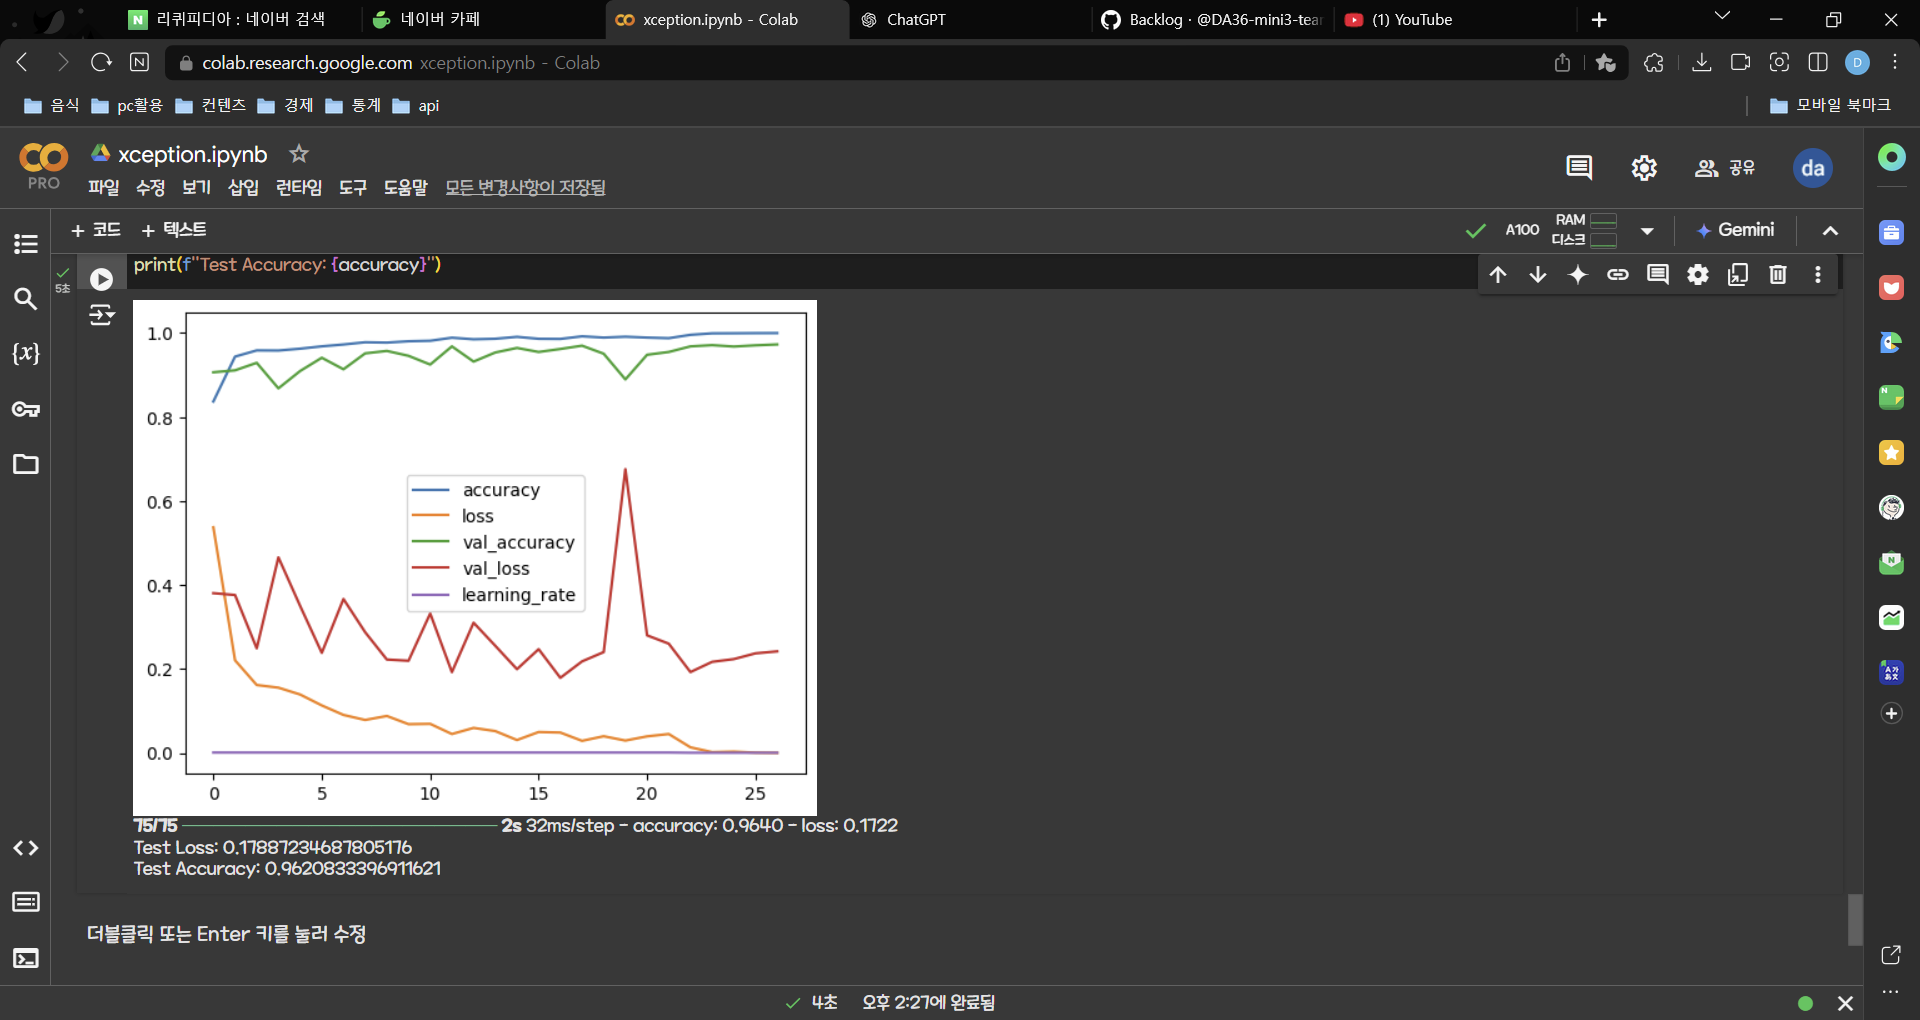 리퀴피디아 : 네이버 검색
네이버 카페
xception.ipynb - Colab
ChatGPT
Backlog · @DA36-mini3-tear
(1) YouTube
colab.research.google.com xception.ipynb - Colab
음식
pc활용
컨텐츠
경제
통계
api
모바일 북마크
xception.ipynb
PRO
파일 수정 보기 삽입 런타임 도구 도움말 모든 변경사항이 저장됨
공유
da
+ 코드 + 텍스트
A100
RAM
디스크
Gemini
5초
print(f"Test Accuracy: {accuracy}")
1.0
0.8
0.6
0.4
0.2
0.0
accuracy
loss
val_accuracy
val_loss
learning_rate
0 5 10 15 20 25
75/75 2s 32ms/step - accuracy: 0.9640 - loss: 0.1722
Test Loss: 0.17887234687805176
Test Accuracy: 0.9620833396911621
더블클릭 또는 Enter 키를 눌러 수정
4초 오후 2:27에 완료됨